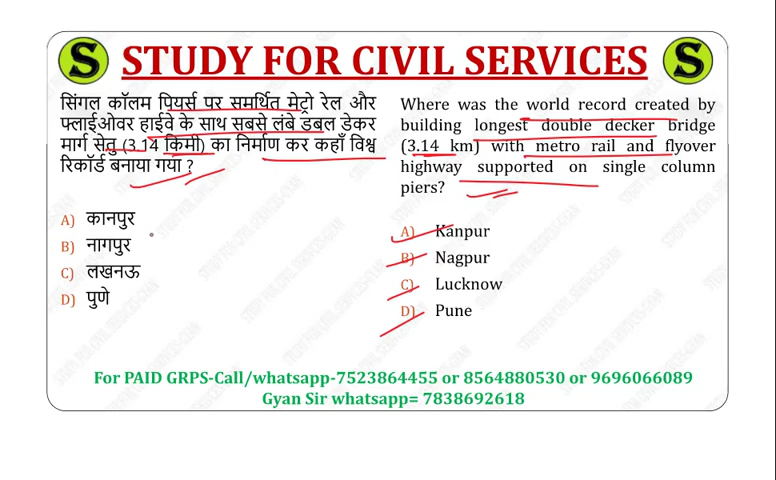 S STUDY FOR CIVIL SERVICES S
सिंगल कॉलम पियर्स पर समर्थित मेट्रो रेल और
फ्लाईओवर हाईवे के साथ सबसे लंबे डबल डेकर
मार्ग सेतु (3.14 किमी) का निर्माण कर कहाँ विश्व
रिकॉर्ड बनाया गया ?
A) कानपुर
B) नागपुर
C) लखनऊ
D) पुणे
Where was the world record created by
building longest double decker bridge
(3.14 km) with metro rail and flyover
highway supported on single column
piers?
A) Kanpur
B) Nagpur
C) Lucknow
D) Pune
For PAID GRPS-Call/whatsapp-7523864455 or 8564880530 or 9696066089
Gyan Sir whatsapp= 7838692618